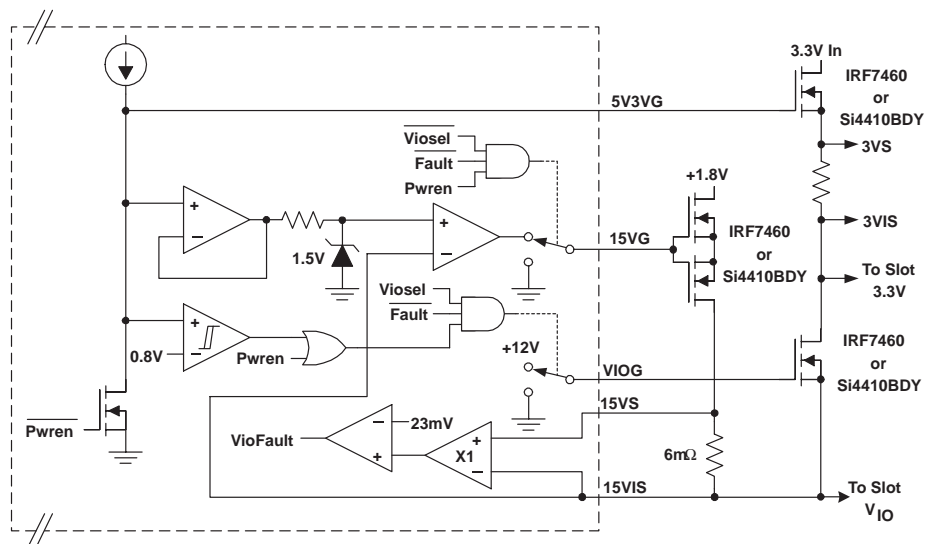 3.3V In
IRF7460
or
Si4410BDY
5V3VG
Viosel
Fault
Pwren
3VS
+1.8V
3VIS
IRF7460
or
Si4410BDY
+
−
1.5V
+
−
15VG
To Slot
3.3V
Viosel
Fault
+
−
0.8V
Pwren
+12V
VIOG
IRF7460
or
Si4410BDY
Pwren
VioFault
−
+
23mV
X1
+
−
15VS
6mΩ
15VIS
To Slot
VIO